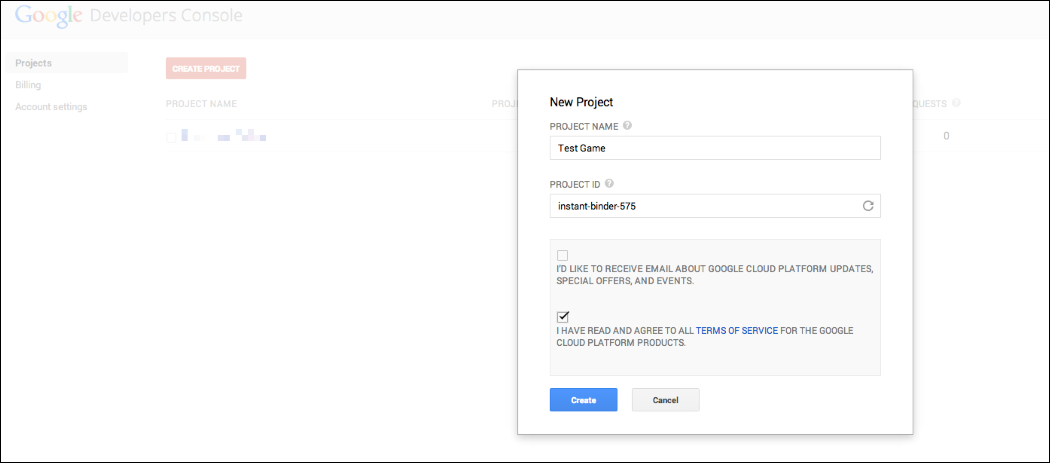 Google Developers Console
Projects
Billing
Account settings
CREATE PROJECT
PROJECT NAME
PROJE
QUESTS
0
New Project
PROJECT NAME
Test Game
PROJECT ID
instant-binder-575
I'D LIKE TO RECEIVE EMAIL ABOUT GOOGLE CLOUD PLATFORM UPDATES,
SPECIAL OFFERS, AND EVENTS.
I HAVE READ AND AGREE TO ALL TERMS OF SERVICE FOR THE GOOGLE
CLOUD PLATFORM PRODUCTS.
Create
Cancel